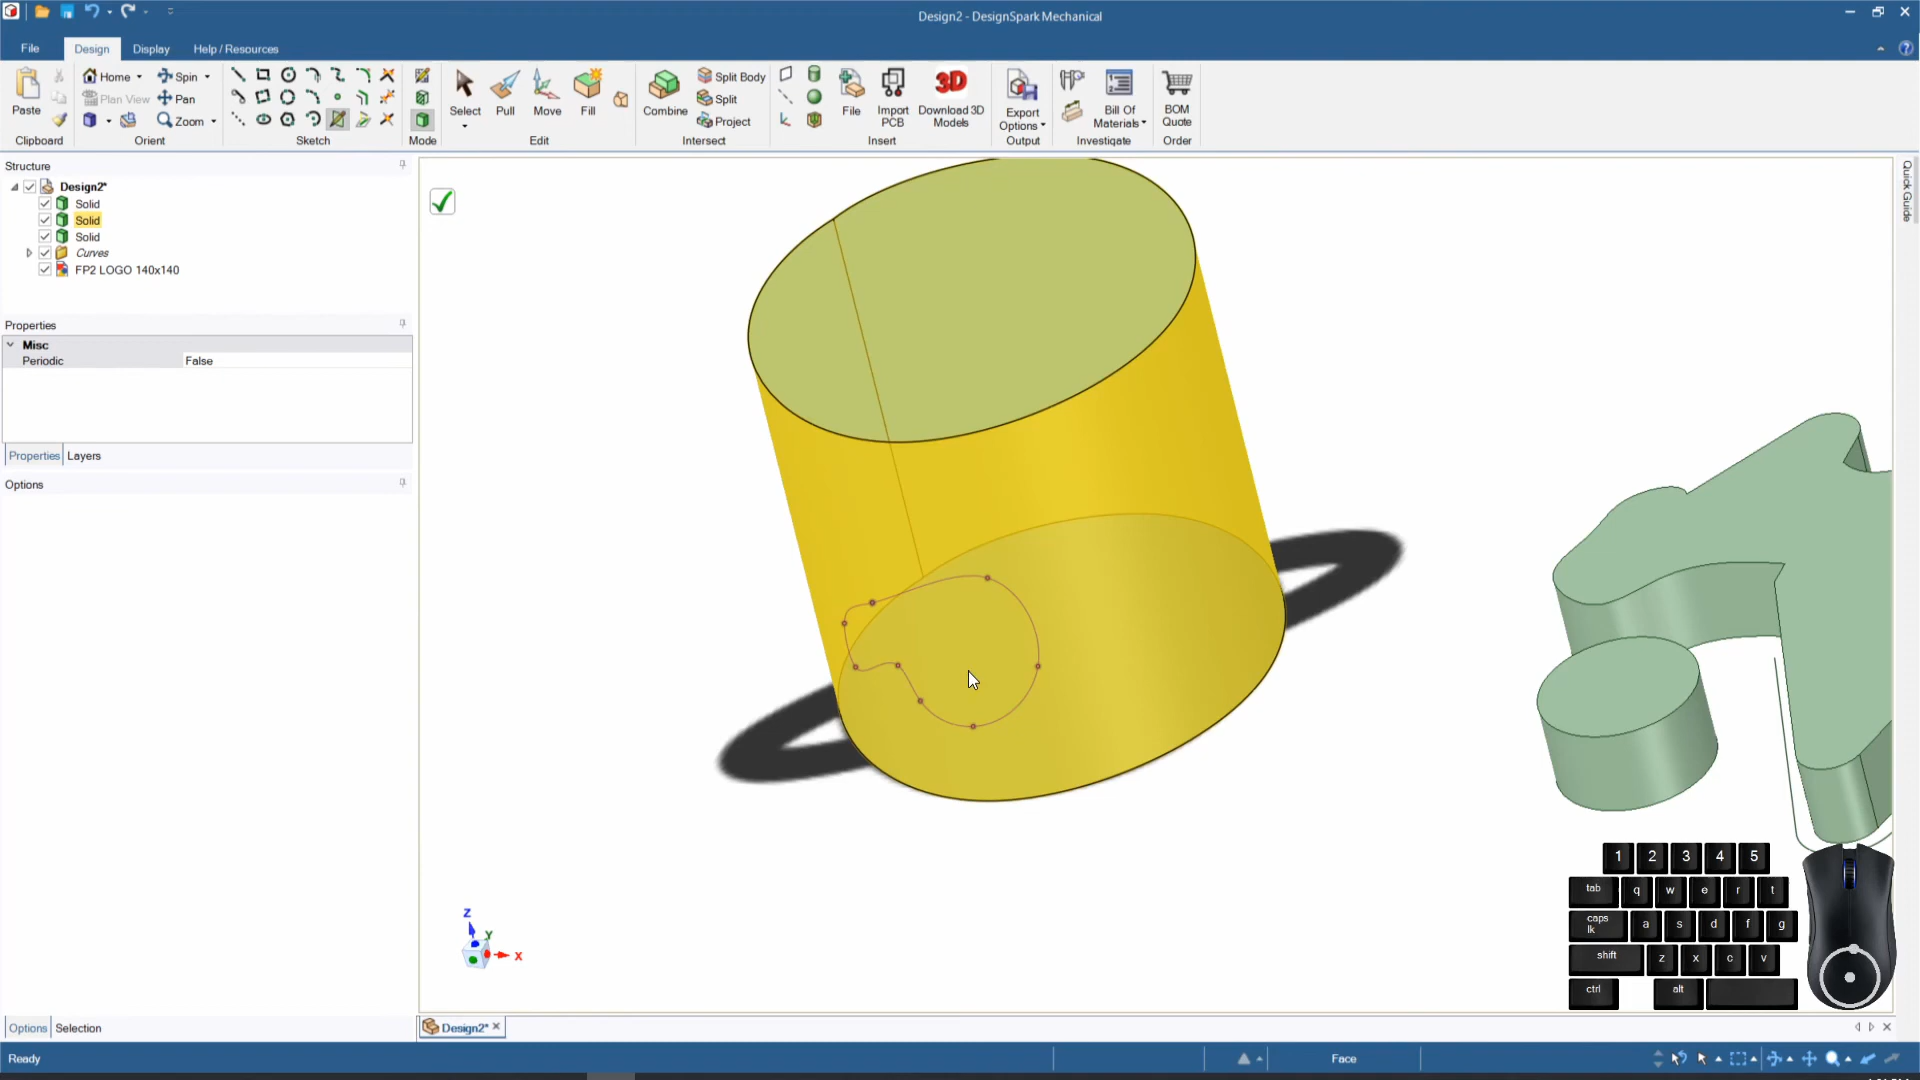 Design2 - DesignSpark Mechanical
File Design Display Help / Resources
Paste
Clipboard
Home Spin
Plan View Pan
Zoom
Orient
Sketch
Mode
Select Pull Move Fill
Edit
Combine
Split Body
Split
Project
Intersect
File
Import
PCB
Download 3D
Models
3D
Insert
Export
Options
Output
Bill Of
Materials
Investigate
BOM
Quote
Order
Structure
Design2*
Solid
Solid
Solid
Curves
FP2 LOGO 140x140
Properties
Misc
Periodic False
Properties Layers
Options
Options Selection
Quick Guide
Z
Y
X
1 2 3 4 5
tab q w e r t
caps
lk
a s d f g
shift z x c v
ctrl alt
Design2*
Ready
Face